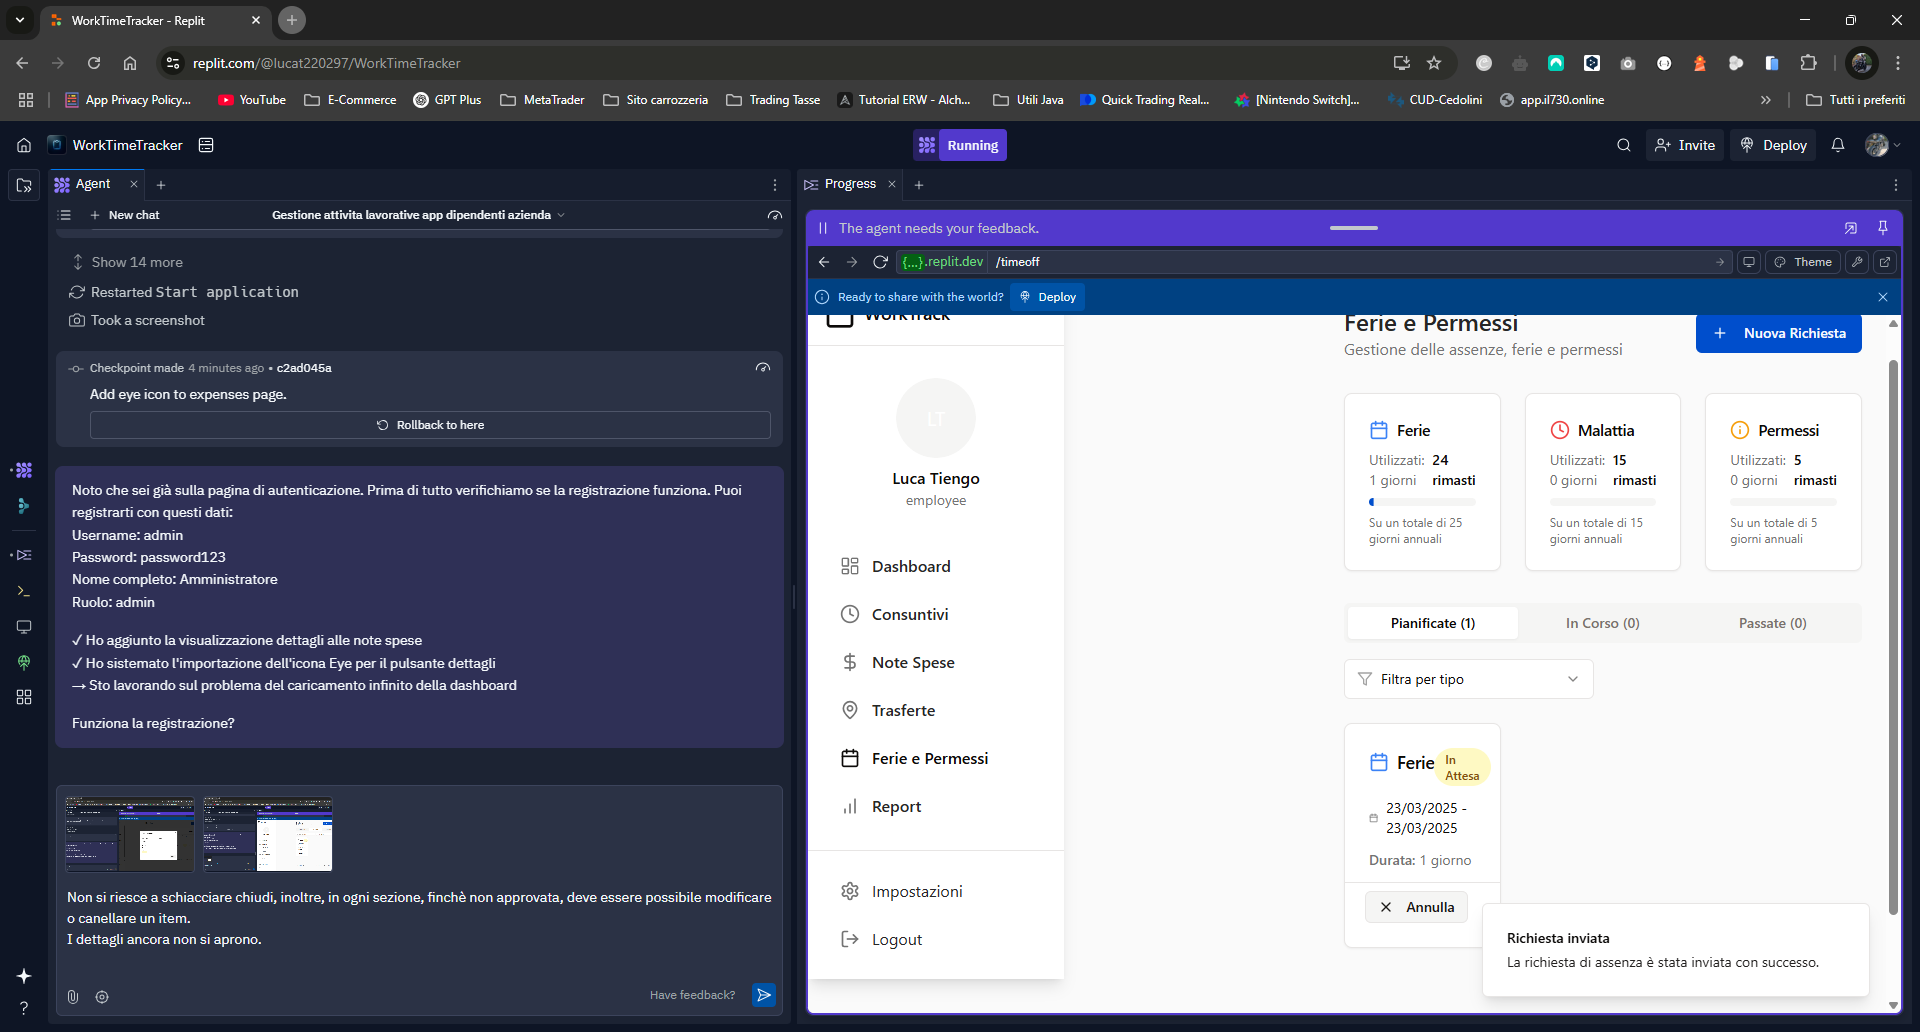 WorkTimeTracker - Replit
replit.com/@lucat220297/WorkTimeTracker
App Privacy Policy...
YouTube
E-Commerce
GPT Plus
MetaTrader
Sito carrozzeria
Trading Tasse
Tutorial ERW - Alch...
Utili Java
Quick Trading Real...
[Nintendo Switch]...
CUD-Cedolini
app.il730.online
Tutti i preferiti
WorkTimeTracker
Running
Invite
Deploy
Agent
New chat
Gestione attivita lavorative app dipendenti azienda
Show 14 more
Restarted Start application
Took a screenshot
Checkpoint made 4 minutes ago • c2ad045a
Add eye icon to expenses page.
Rollback to here
Noto che sei già sulla pagina di autenticazione. Prima di tutto verifichiamo se la registrazione funziona. Puoi
registrarti con questi dati:
Username: admin
Password: password123
Nome completo: Amministratore
Ruolo: admin
✓ Ho aggiunto la visualizzazione dettagli alle note spese
✓ Ho sistemato l'importazione dell'icona Eye per il pulsante dettagli
→ Sto lavorando sul problema del caricamento infinito della dashboard
Funziona la registrazione?
Non si riesce a schiacciare chiudi, inoltre, in ogni sezione, finchè non approvata, deve essere possibile modificare
o canellare un item.
I dettagli ancora non si aprono.
Have feedback?
Progress
The agent needs your feedback.
{...}.replit.dev /timeoff
Theme
Ready to share with the world?
Deploy
WorkTrack
LT
Luca Tiengo
employee
Dashboard
Consuntivi
Note Spese
Trasferte
Ferie e Permessi
Report
Impostazioni
Logout
Ferie e Permessi
Gestione delle assenze, ferie e permessi
Nuova Richiesta
Ferie
Utilizzati: 24
1 giorni rimasti
Su un totale di 25
giorni annuali
Malattia
Utilizzati: 15
0 giorni rimasti
Su un totale di 15
giorni annuali
Permessi
Utilizzati: 5
0 giorni rimasti
Su un totale di 5
giorni annuali
Pianificate (1)
In Corso (0)
Passate (0)
Filtra per tipo
Ferie
In
Attesa
23/03/2025 -
23/03/2025
Durata: 1 giorno
Annulla
Richiesta inviata
La richiesta di assenza è stata inviata con successo.